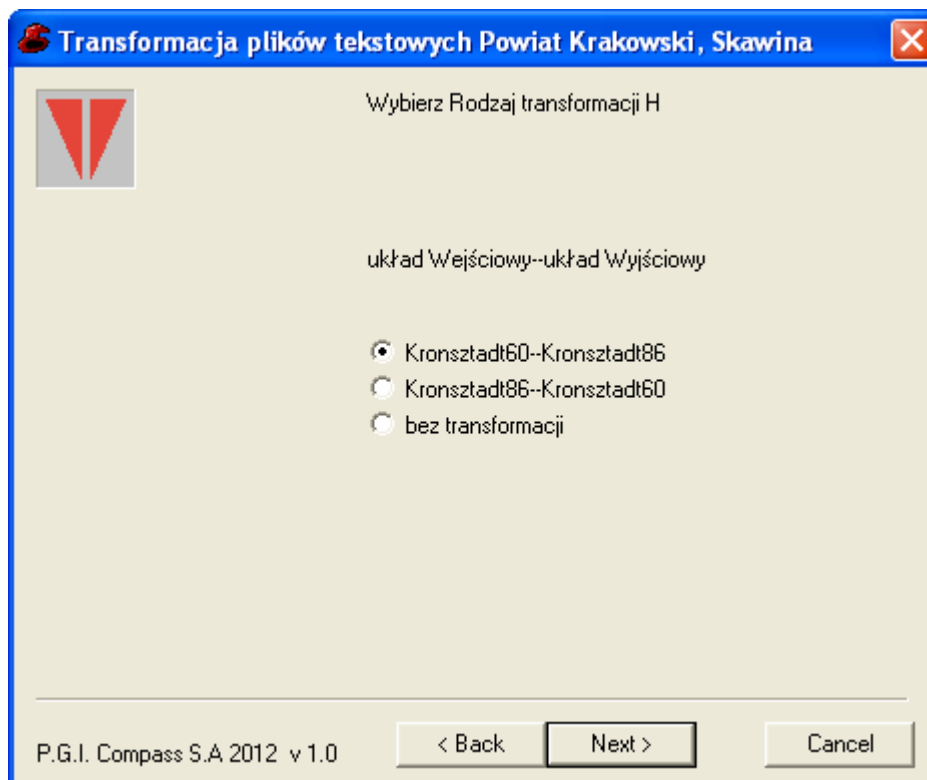 Transformacja plików tekstowych Powiat Krakowski, Skawina
Wybierz Rodzaj transformacji H
układ Wejściowy--układ Wyjściowy
Kronsztadt60--Kronsztadt86
Kronsztadt86--Kronsztadt60
bez transformacji
P.G.I. Compass S.A 2012 v 1.0
< Back
Next >
Cancel